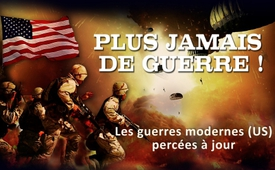 PLUS JAMAIS
DE GUERRE !
Les guerres modernes (US)
percées à jour